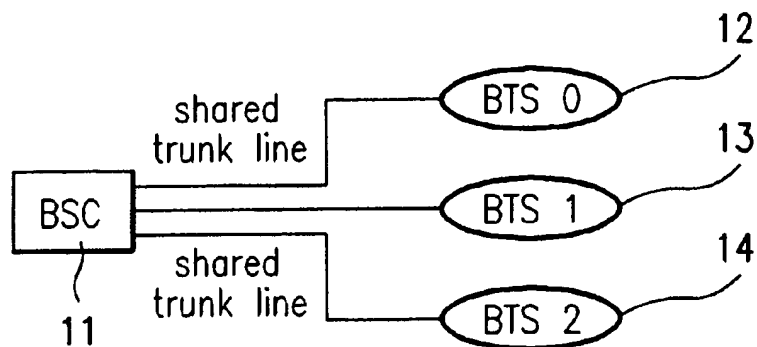 12
BTS 0
shared
trunk line
13
BSC
BTS 1
shared
trunk line
14
11
BTS 2